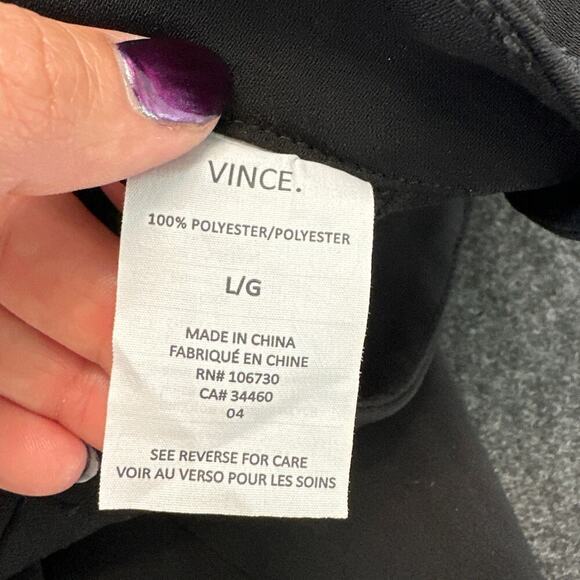 VINCE.
100% POLYESTER/POLYESTER
L/G
MADE IN CHINA
FABRIQUÉ EN CHINE
RN# 106730
CA# 34460
04
SEE REVERSE FOR CARE
VOIR AU VERSO POUR LES SOINS